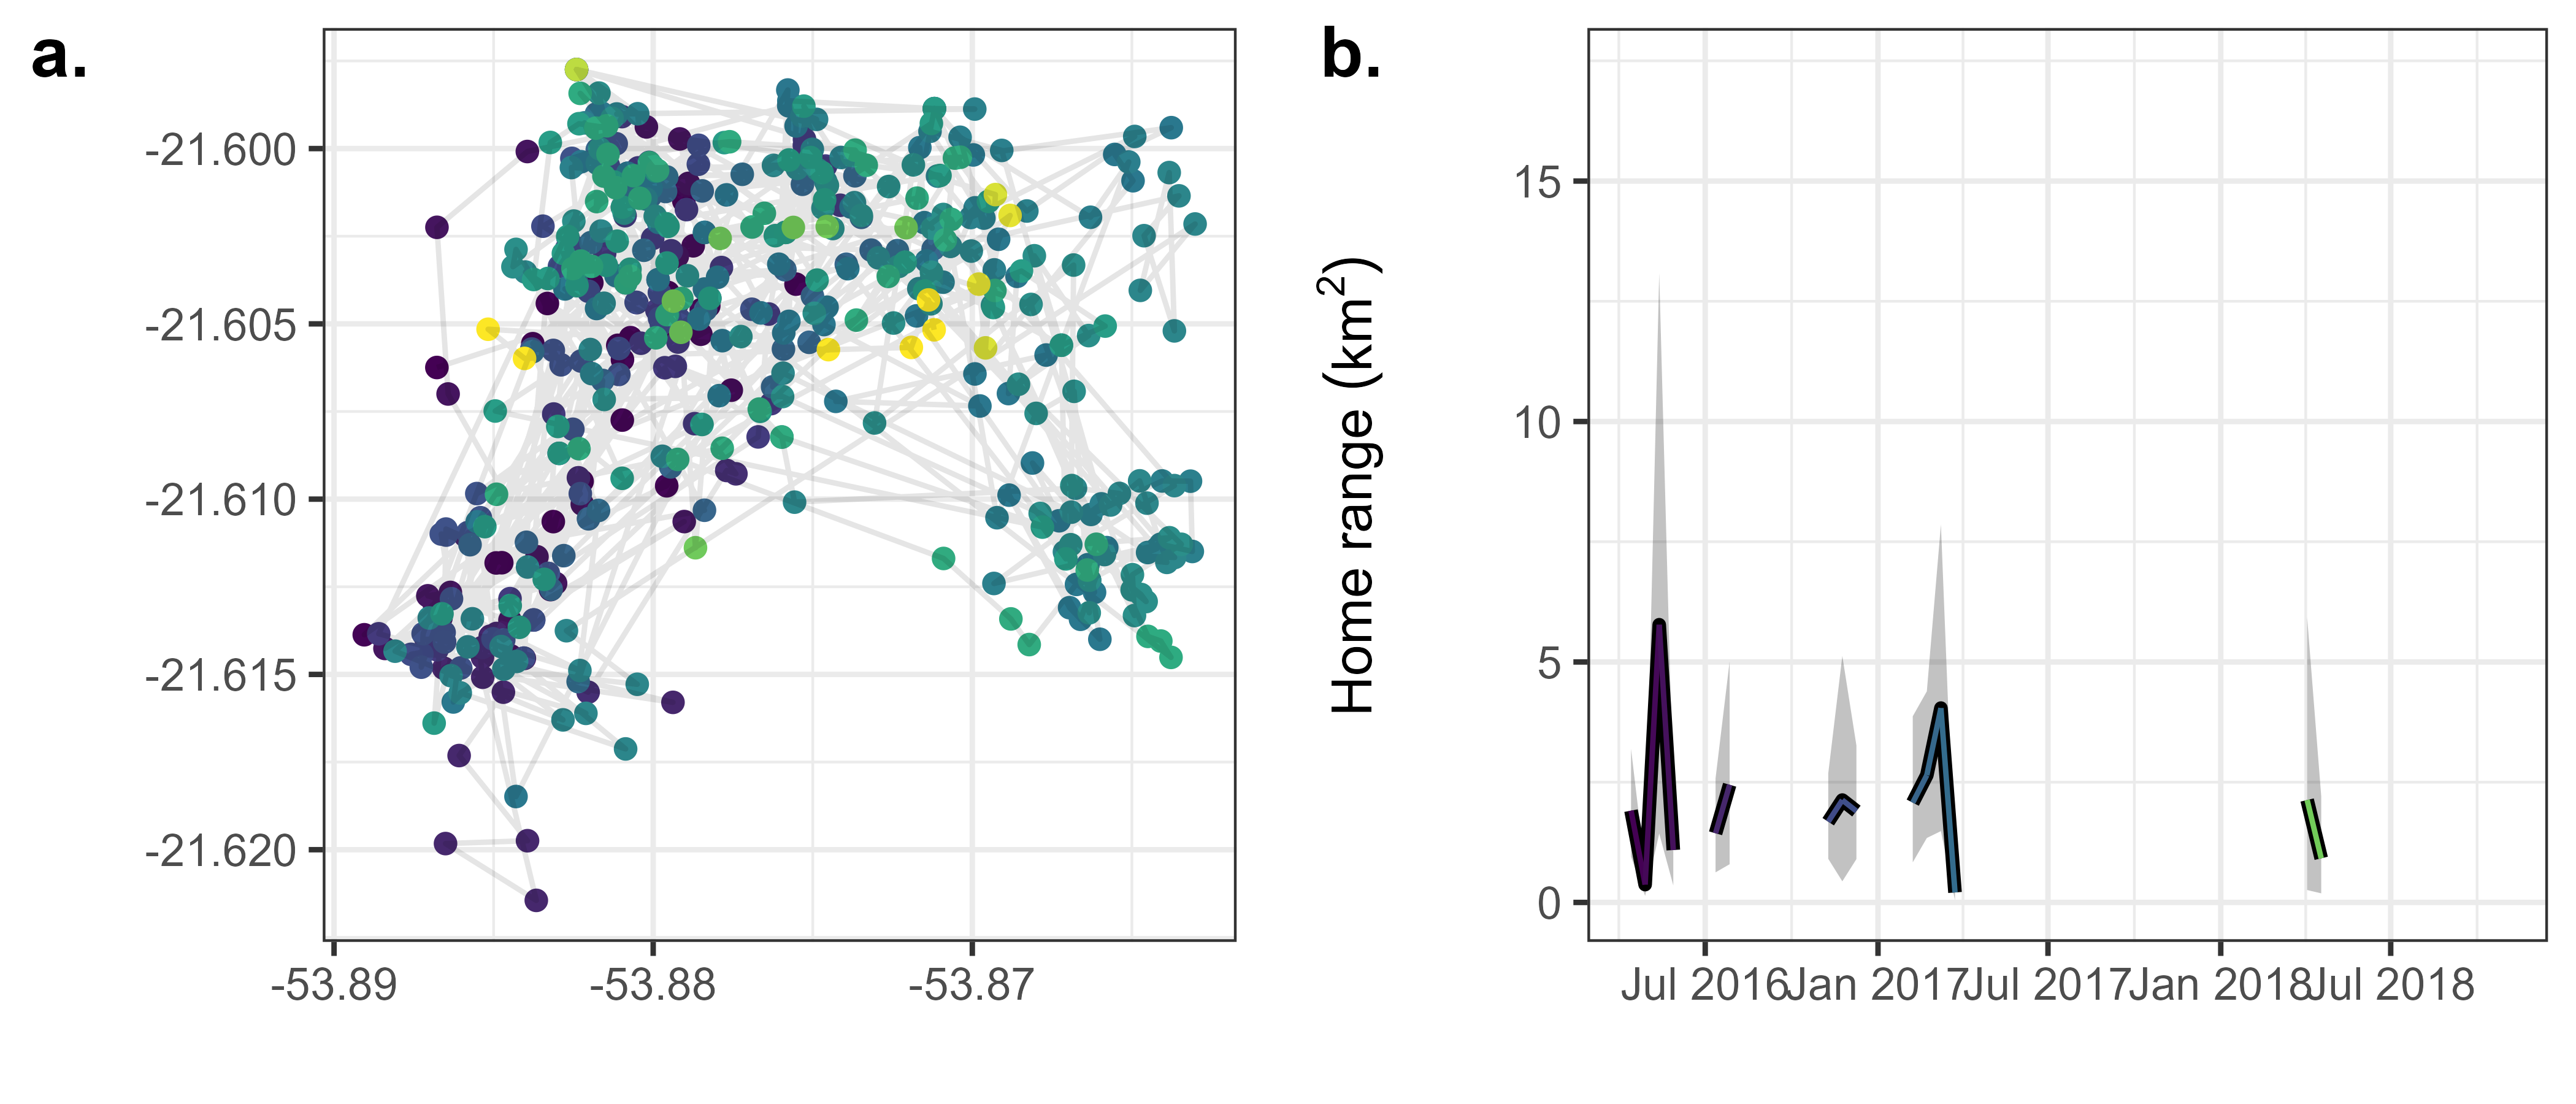 a.
-21.600
-21.605
-21.610
-21.615
-21.620
-53.89
-53.88
-53.87
b.
Home range (km²)
15
10
5
0
Jul 2016
Jan 2017
Jul 2017
Jan 2018
Jul 2018